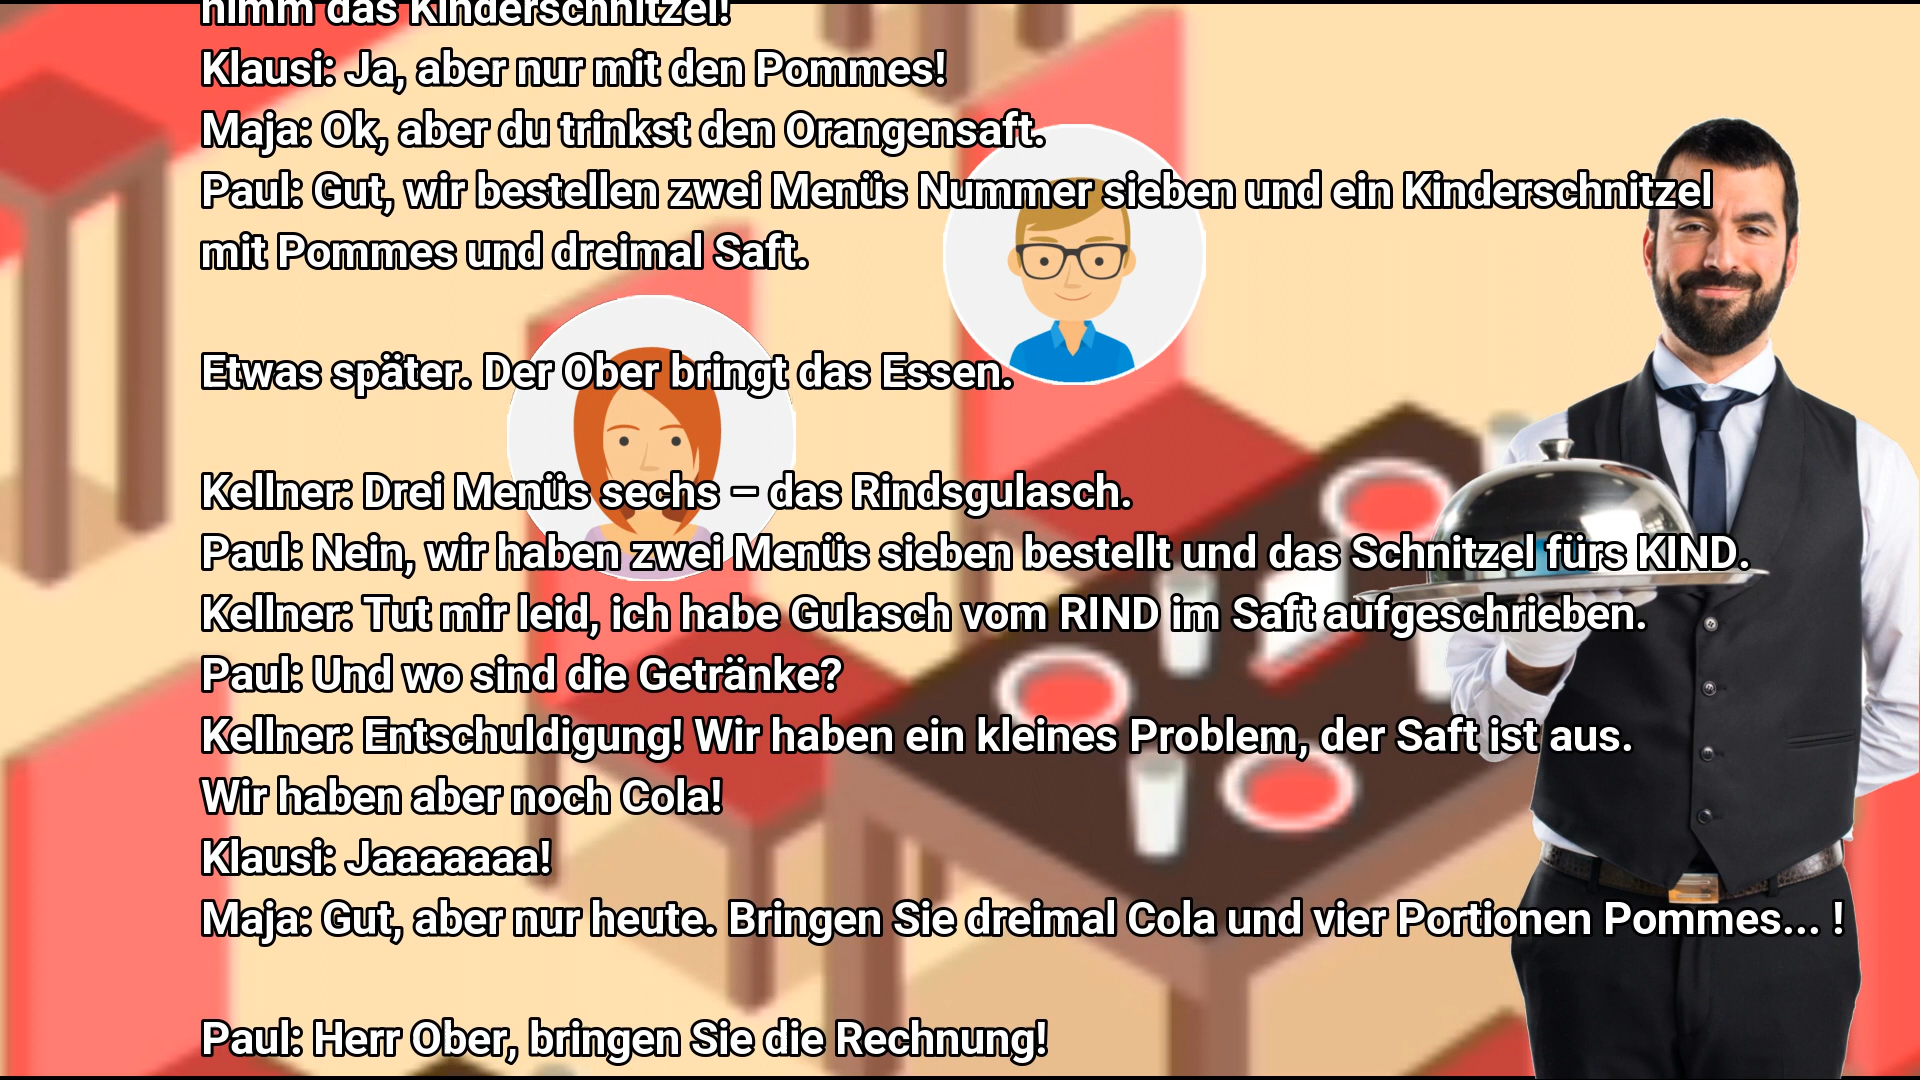 nimm das Kinderschnitzel!
Klausi: Ja, aber nur mit den Pommes!
Maja: Ok, aber du trinkst den Orangensaft.
Paul: Gut, wir bestellen zwei Menüs Nummer sieben und ein Kinderschnitzel
mit Pommes und dreimal Saft.
Etwas später. Der Ober bringt das Essen.
Kellner: Drei Menüs sechs – das Rindsgulasch.
Paul: Nein, wir haben zwei Menüs sieben bestellt und das Schnitzel fürs KIND.
Kellner: Tut mir leid, ich habe Gulasch vom RIND im Saft aufgeschrieben.
Paul: Und wo sind die Getränke?
Kellner: Entschuldigung! Wir haben ein kleines Problem, der Saft ist aus.
Wir haben aber noch Cola!
Klausi: Jaaaaaaa!
Maja: Gut, aber nur heute. Bringen Sie dreimal Cola und vier Portionen Pommes... !
Paul: Herr Ober, bringen Sie die Rechnung!